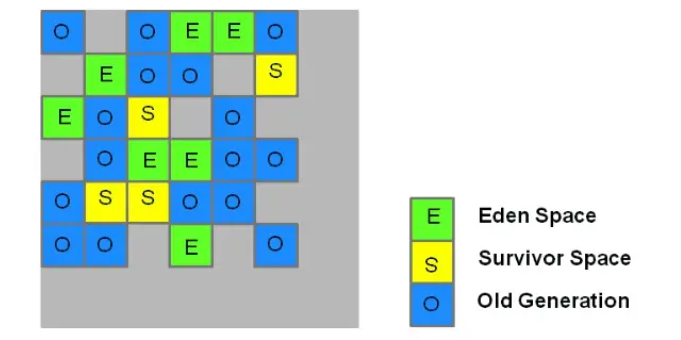 O O E E O
E O O S
E O S O
O E E O O
O S S O O
O O E O
E Eden Space
S Survivor Space
O Old Generation